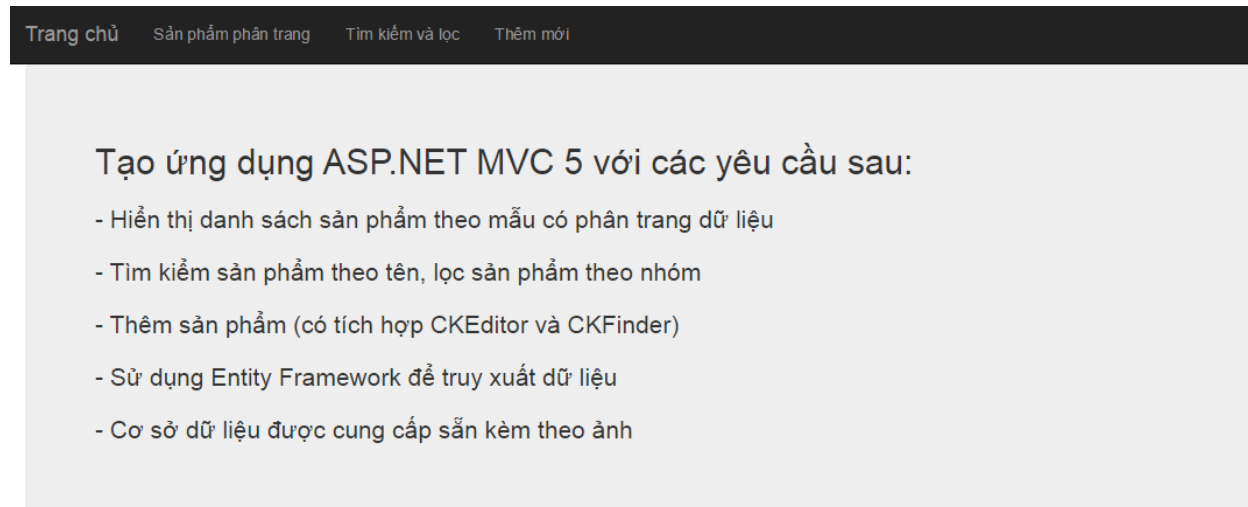 Trang chủ Sản phẩm phân trang Tìm kiếm và lọc Thêm mới
Tạo ứng dụng ASP.NET MVC 5 với các yêu cầu sau:
- Hiển thị danh sách sản phẩm theo mẫu có phân trang dữ liệu
- Tìm kiếm sản phẩm theo tên, lọc sản phẩm theo nhóm
- Thêm sản phẩm (có tích hợp CKEditor và CKFinder)
- Sử dụng Entity Framework để truy xuất dữ liệu
- Cơ sở dữ liệu được cung cấp sẵn kèm theo ảnh